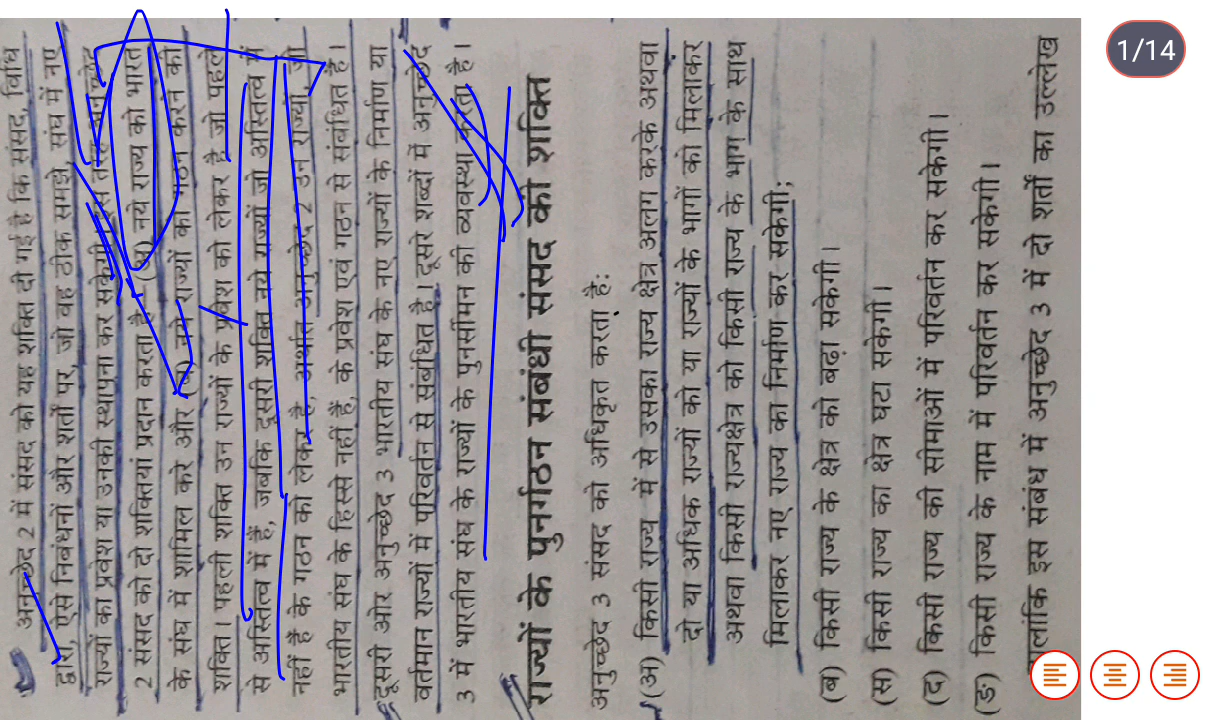 अनुच्छेद 2 में संसद को यह शक्ति दी गई है कि संसद, विधि
द्वारा, ऐसे निबंधनों और शर्तों पर, जो वह ठीक समझे, संघ में नए
राज्यों का प्रवेश या उनकी स्थापना कर सकेगी। इस तरह अनुच्छेद
2 संसद को दो शक्तियां प्रदान करता है: (अ) नये राज्य को भारत
के संघ में शामिल करे और (ब) नये राज्यों को गठन करने की
शक्ति। पहली शक्ति उन राज्यों के प्रवेश को लेकर है जो पहले
से अस्तित्व में हैं, जबकि दूसरी शक्ति नये राज्यों जो अस्तित्व में
नहीं हैं के गठन को लेकर है, अर्थात अनुच्छेद 2 उन राज्यों, जो
भारतीय संघ के हिस्से नहीं हैं, के प्रवेश एवं गठन से संबंधित है।
दूसरी ओर अनुच्छेद 3 भारतीय संघ के नए राज्यों के निर्माण या
वर्तमान राज्यों में परिवर्तन से संबंधित है। दूसरे शब्दों में अनुच्छेद
3 में भारतीय संघ के राज्यों के पुनर्सीमन की व्यवस्था करता है।
राज्यों के पुनर्गठन संबंधी संसद की शक्ति
अनुच्छेद 3 संसद को अधिकृत करता है:
(अ) किसी राज्य में से उसका राज्य क्षेत्र अलग करके अथवा
दो या अधिक राज्यों को या राज्यों के भागों को मिलाकर
अथवा किसी राज्यक्षेत्र को किसी राज्य के भाग के साथ
मिलाकर नए राज्य का निर्माण कर सकेगी;
(ब) किसी राज्य के क्षेत्र को बढ़ा सकेगी।
(स) किसी राज्य का क्षेत्र घटा सकेगी।
(द) किसी राज्य की सीमाओं में परिवर्तन कर सकेगी।
(ङ) किसी राज्य के नाम में परिवर्तन कर सकेगी।
इस संबंध में अनुच्छेद 3 में दो शर्तों का उल्लेख
1/14